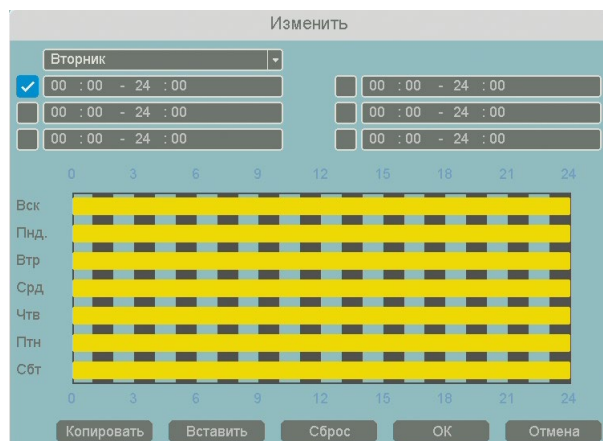 Изменить
Вторник
00 : 00 - 24 : 00 00 : 00 - 24 : 00
00 : 00 - 24 : 00 00 : 00 - 24 : 00
00 : 00 - 24 : 00 00 : 00 - 24 : 00
0 3 6 9 12 15 18 21 24
Вск
Пнд.
Втр
Срд
Чтв
Птн
Сбт
0 3 6 9 12 15 18 21 24
Копировать Вставить Сброс ОК Отмена